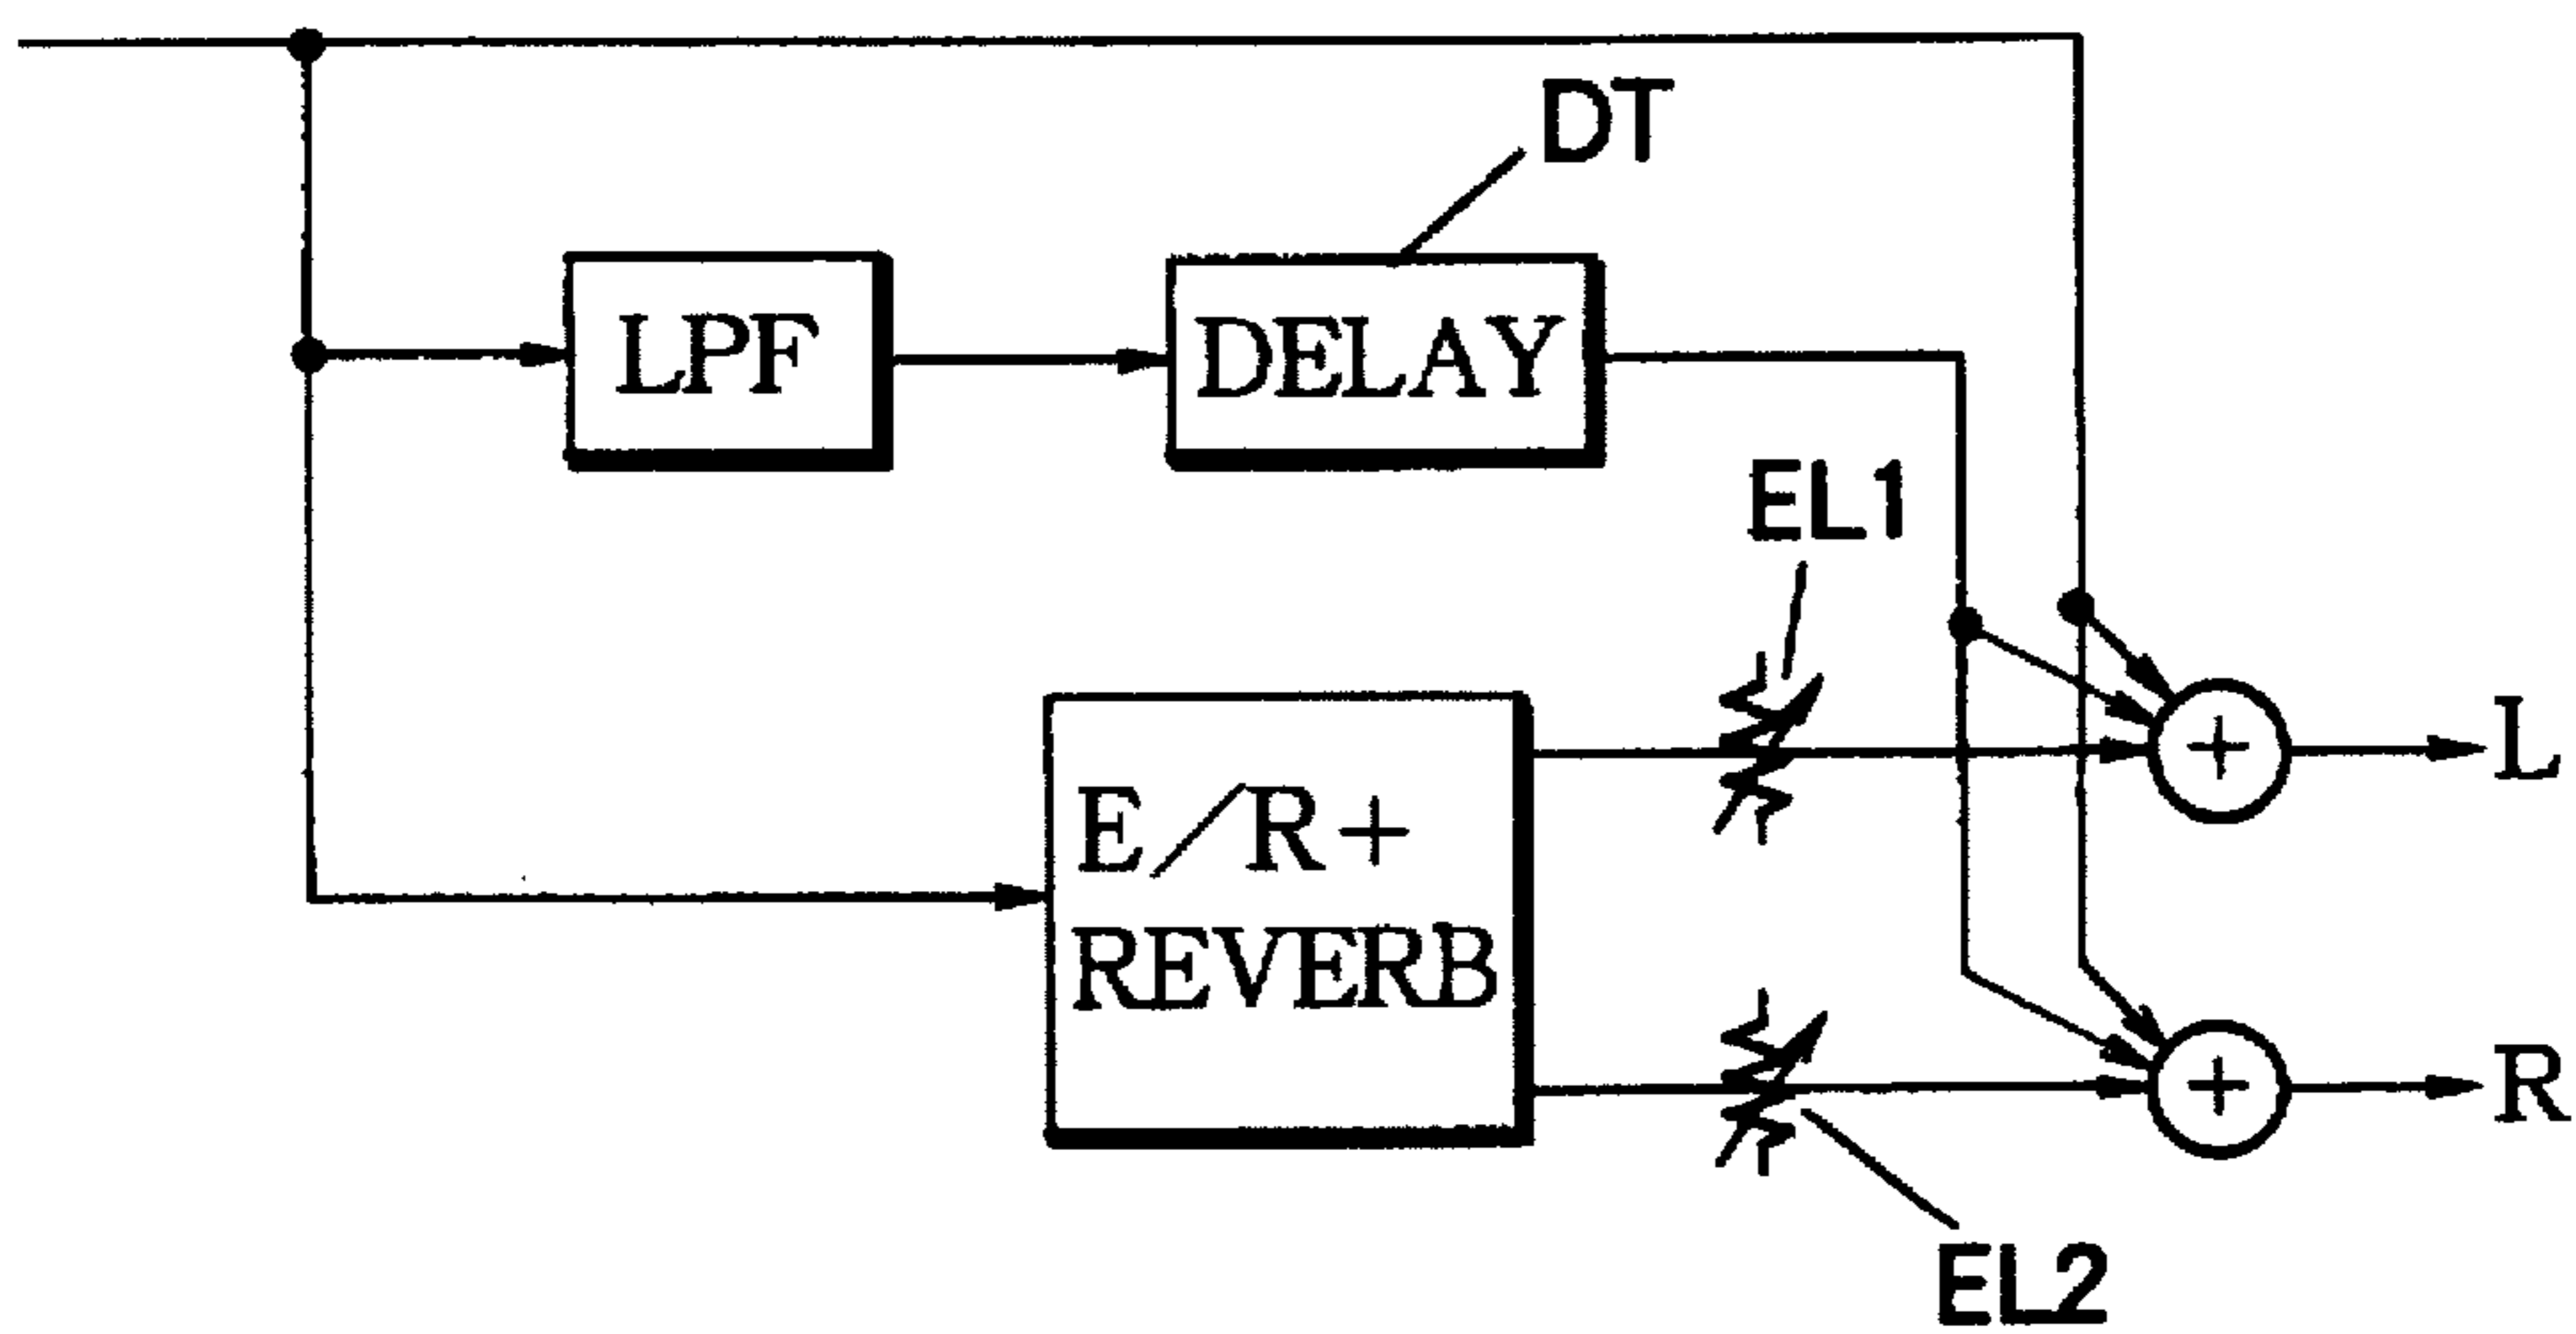 DT
LPF
DELAY
EL1
E/R+
REVERB
+
L
+
R
EL2